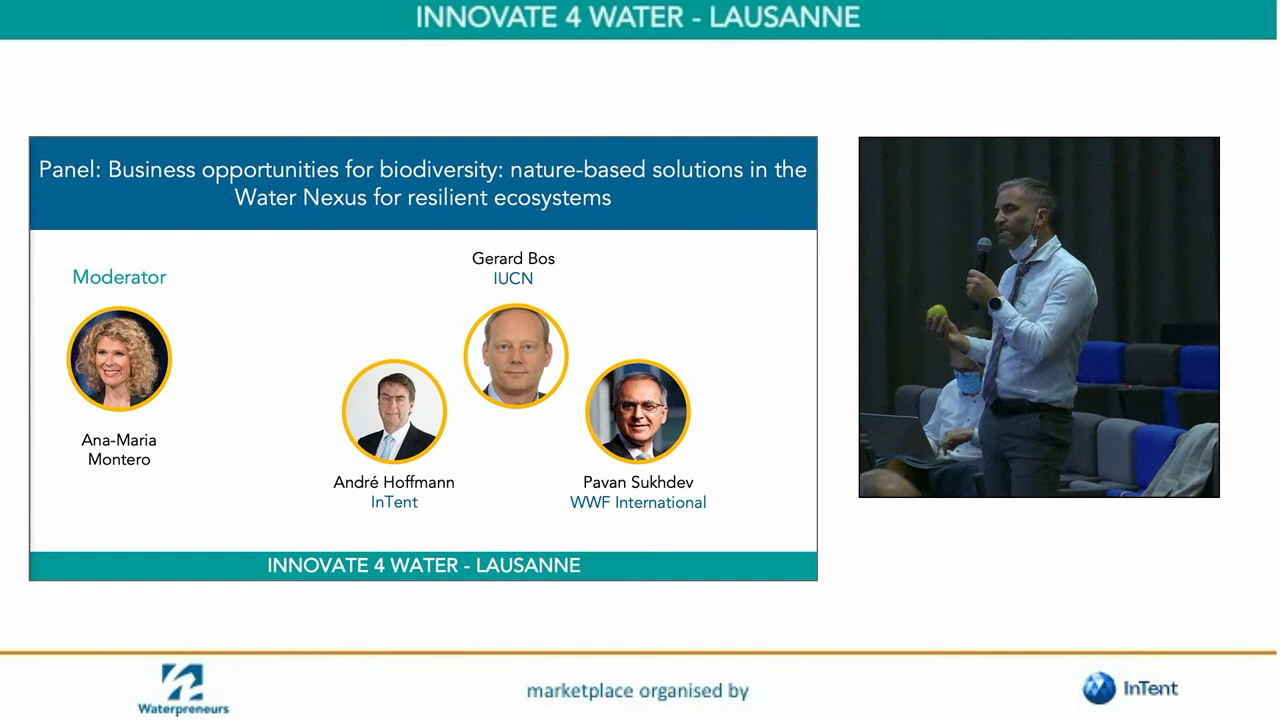 INNOVATE 4 WATER - LAUSANNE
Panel: Business opportunities for biodiversity: nature-based solutions in the
Water Nexus for resilient ecosystems
Moderator
Ana-Maria
Montero
Gerard Bos
IUCN
André Hoffmann
InTent
Pavan Sukhdev
WWF International
INNOVATE 4 WATER - LAUSANNE
Waterpreneurs
marketplace organised by
InTent